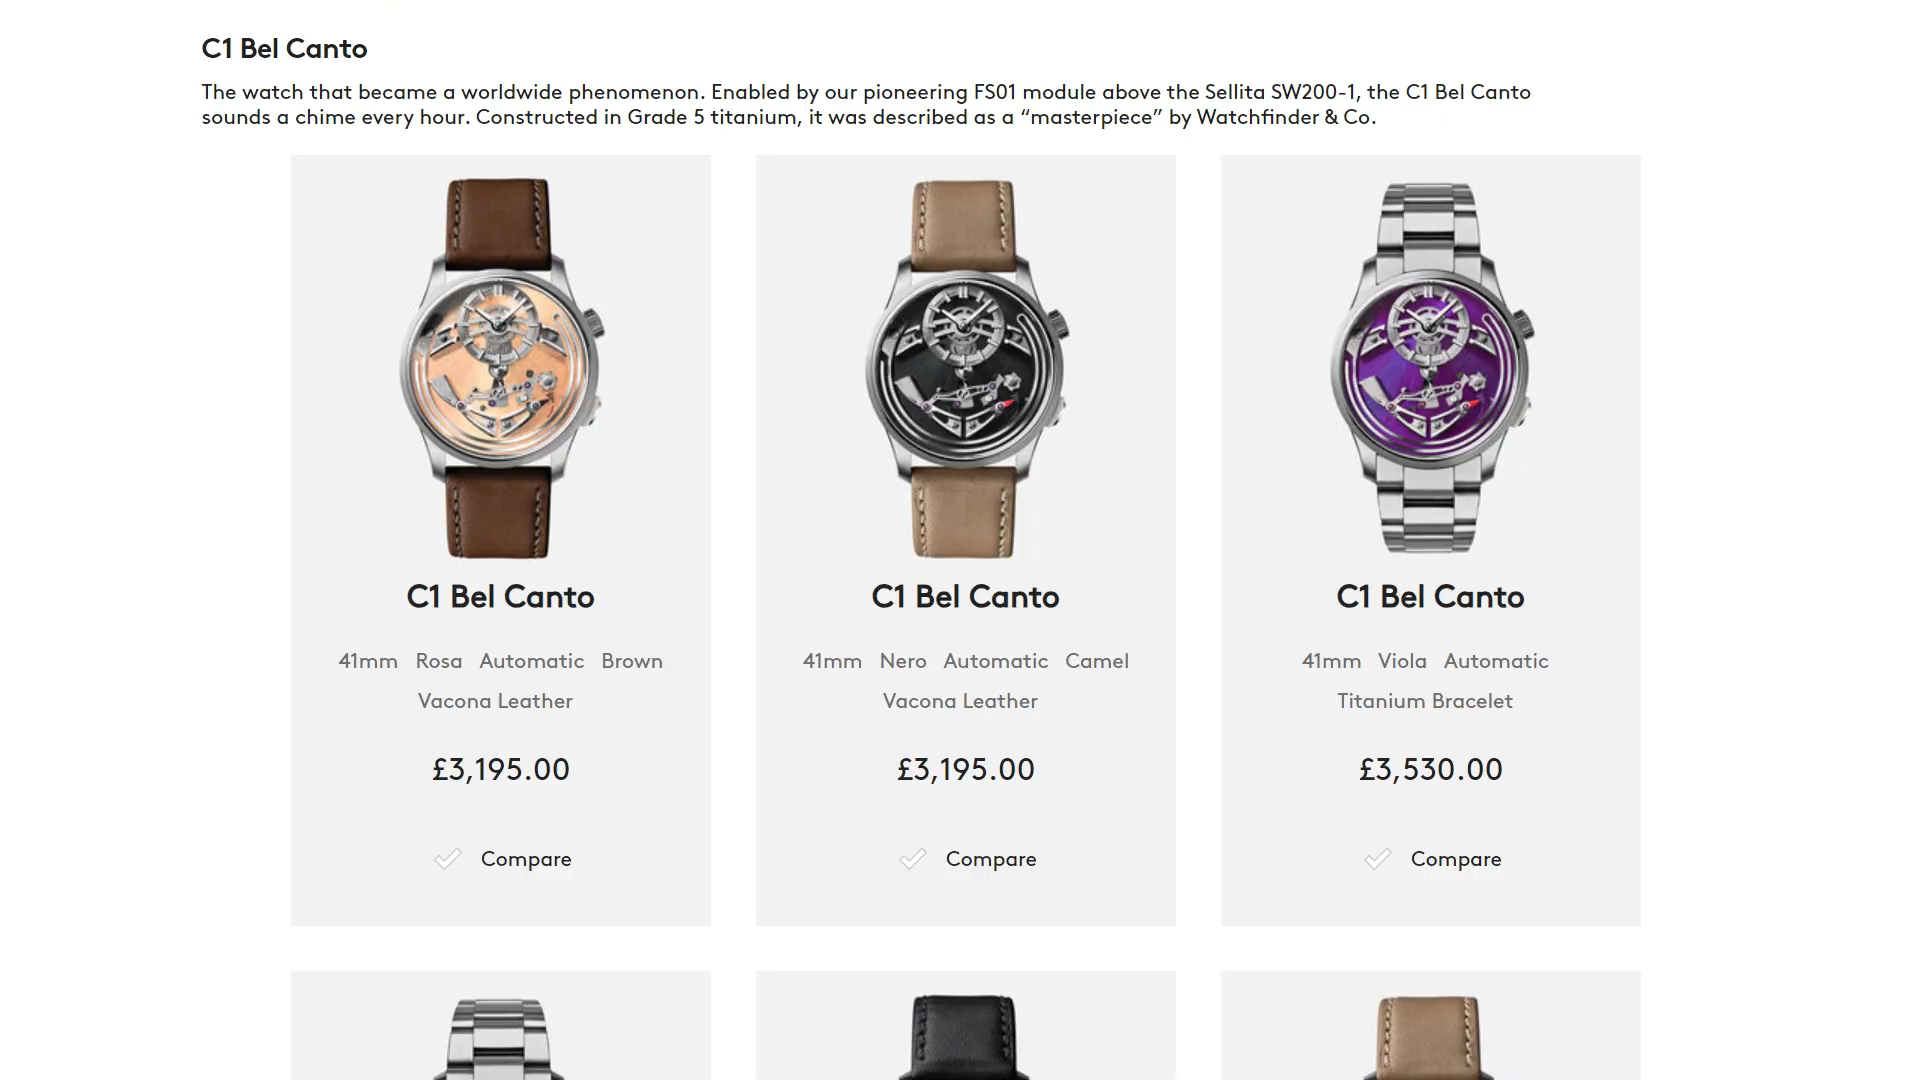 C1 Bel Canto
The watch that became a worldwide phenomenon. Enabled by our pioneering FS01 module above the Sellita SW200-1, the C1 Bel Canto
sounds a chime every hour. Constructed in Grade 5 titanium, it was described as a “masterpiece” by Watchfinder & Co.
C1 Bel Canto
41mm Rosa Automatic Brown
Vacona Leather
£3,195.00
Compare
C1 Bel Canto
41mm Nero Automatic Camel
Vacona Leather
£3,195.00
Compare
C1 Bel Canto
41mm Viola Automatic
Titanium Bracelet
£3,530.00
Compare